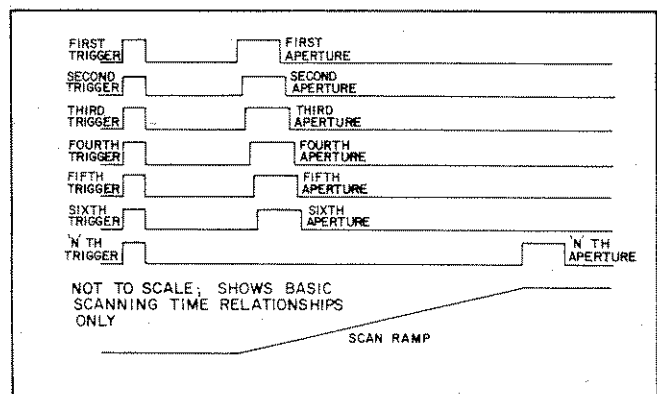 FIRST TRIGGER
FIRST APERTURE
SECOND TRIGGER
SECOND APERTURE
THIRD TRIGGER
THIRD APERTURE
FOURTH TRIGGER
FOURTH APERTURE
FIFTH TRIGGER
FIFTH APERTURE
SIXTH TRIGGER
SIXTH APERTURE
'N' TH TRIGGER
'N' TH APERTURE
NOT TO SCALE; SHOWS BASIC
SCANNING TIME RELATIONSHIPS
ONLY
SCAN RAMP